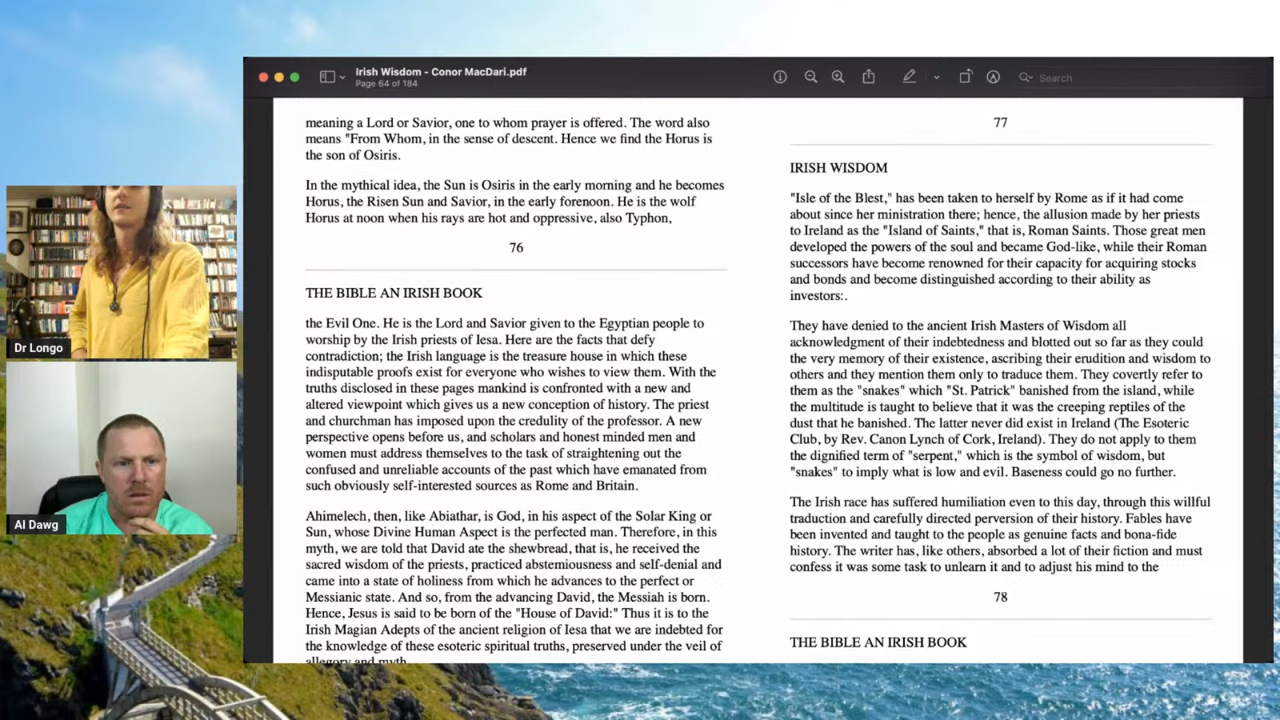 Irish Wisdom - Conor MacDari.pdf
Page 64 of 184
Search
meaning a Lord or Savior, one to whom prayer is offered. The word also
means "From Whom, in the sense of descent. Hence we find the Horus is
the son of Osiris.
In the mythical idea, the Sun is Osiris in the early morning and he becomes
Horus, the Risen Sun and Savior, in the early forenoon. He is the wolf
Horus at noon when his rays are hot and oppressive, also Typhon,
76
THE BIBLE AN IRISH BOOK
the Evil One. He is the Lord and Savior given to the Egyptian people to
worship by the Irish priests of Iesa. Here are the facts that defy
contradiction; the Irish language is the treasure house in which these
indisputable proofs exist for everyone who wishes to view them. With the
truths disclosed in these pages mankind is confronted with a new and
altered viewpoint which gives us a new conception of history. The priest
and churchman has imposed upon the credulity of the professor. A new
perspective opens before us, and scholars and honest minded men and
women must address themselves to the task of straightening out the
confused and unreliable accounts of the past which have emanated from
such obviously self-interested sources as Rome and Britain.
Ahimelech, then, like Abiathar, is God, in his aspect of the Solar King or
Sun, whose Divine Human Aspect is the perfected man. Therefore, in this
myth, we are told that David ate the shewbread, that is, he received the
sacred wisdom of the priests, practiced abstemiousness and self-denial and
came into a state of holiness from which he advances to the perfect or
Messianic state. And so, from the advancing David, the Messiah is born.
Hence, Jesus is said to be born of the "House of David:" Thus it is to the
Irish Magian Adepts of the ancient religion of Iesa that we are indebted for
the knowledge of these esoteric spiritual truths, preserved under the veil of
allegory and myth
77
IRISH WISDOM
"Isle of the Blest," has been taken to herself by Rome as if it had come
about since her ministration there; hence, the allusion made by her priests
to Ireland as the "Island of Saints," that is, Roman Saints. Those great men
developed the powers of the soul and became God-like, while their Roman
successors have become renowned for their capacity for acquiring stocks
and bonds and become distinguished according to their ability as
investors:.
They have denied to the ancient Irish Masters of Wisdom all
acknowledgment of their indebtedness and blotted out so far as they could
the very memory of their existence, ascribing their erudition and wisdom to
others and they mention them only to traduce them. They covertly refer to
them as the "snakes" which "St. Patrick" banished from the island, while
the multitude is taught to believe that it was the creeping reptiles of the
dust that he banished. The latter never did exist in Ireland (The Esoteric
Club, by Rev. Canon Lynch of Cork, Ireland). They do not apply to them
the dignified term of "serpent," which is the symbol of wisdom, but
"snakes" to imply what is low and evil. Baseness could go no further.
The Irish race has suffered humiliation even to this day, through this willful
traduction and carefully directed perversion of their history. Fables have
been invented and taught to the people as genuine facts and bona-fide
history. The writer has, like others, absorbed a lot of their fiction and must
confess it was some task to unlearn it and to adjust his mind to the
78
THE BIBLE AN IRISH BOOK
Dr Longo
Al Dawg